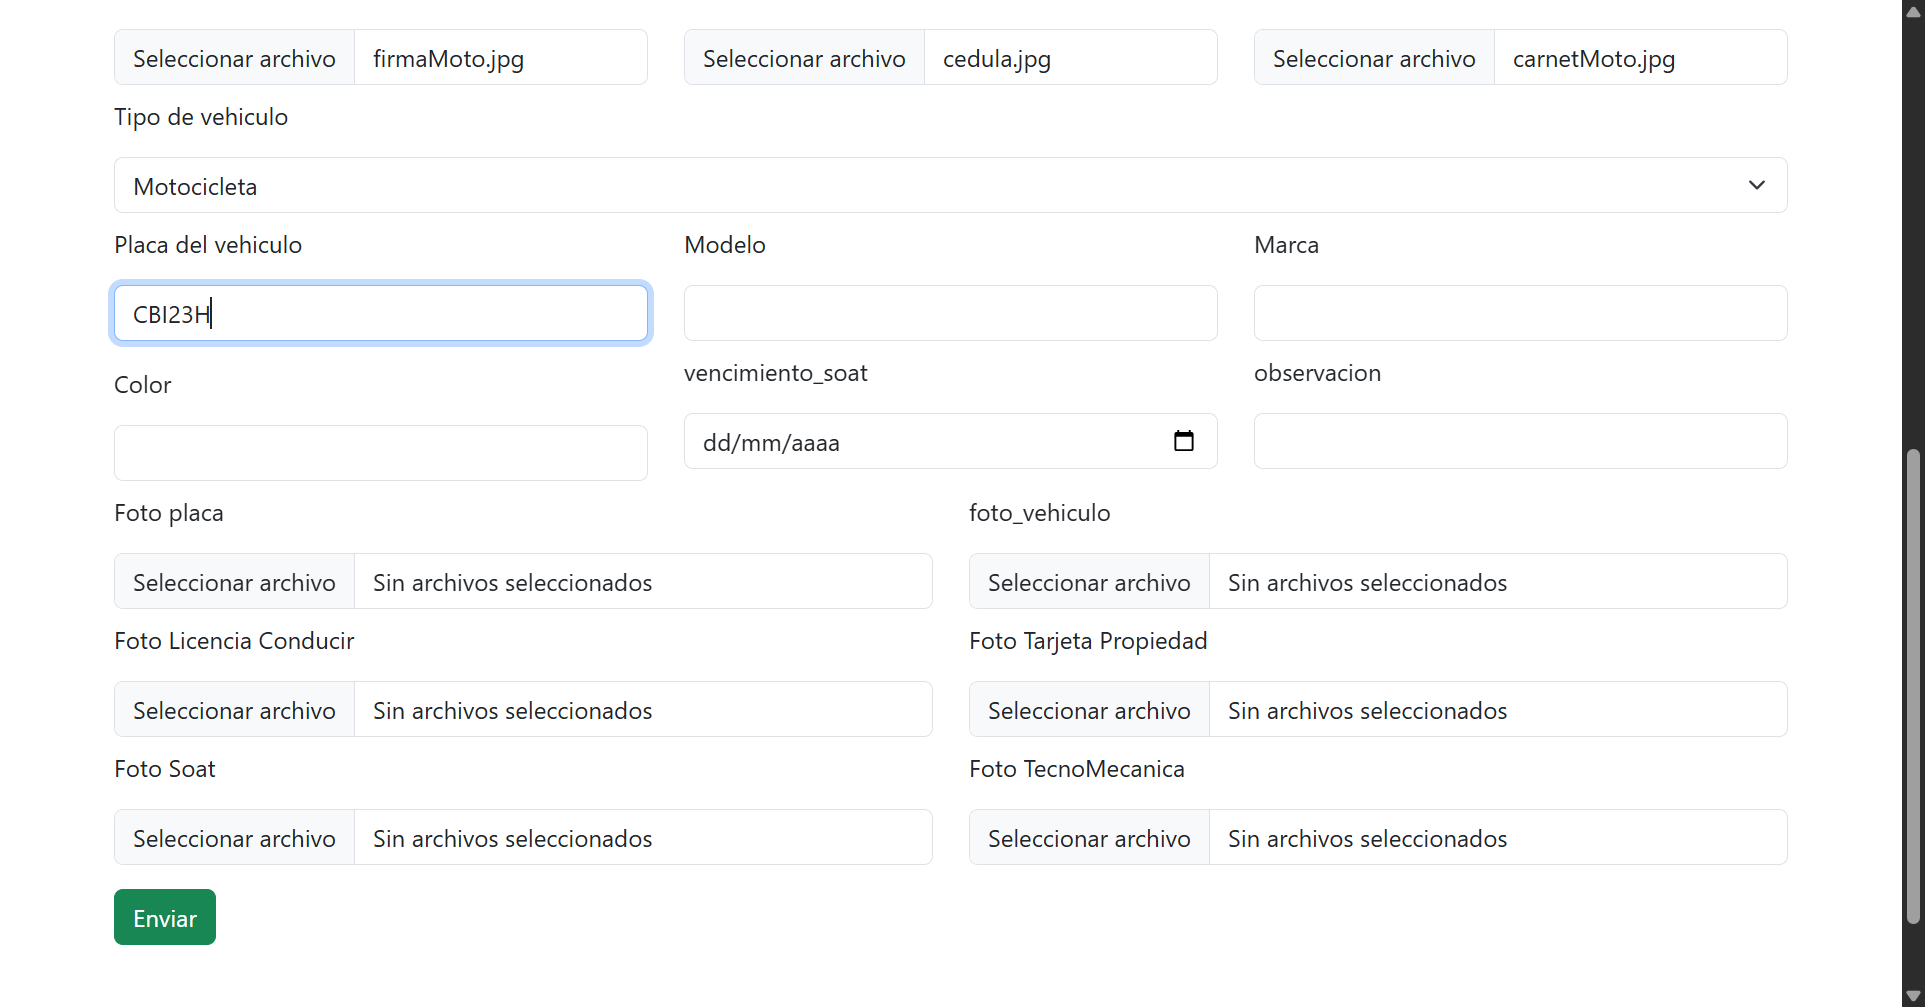 Seleccionar archivo firmaMoto.jpg Seleccionar archivo cedula.jpg Seleccionar archivo carnetMoto.jpg
Tipo de vehiculo
Motocicleta
Placa del vehiculo Modelo Marca
CBI23H
Color vencimiento_soat observacion
dd/mm/aaaa
Foto placa foto_vehiculo
Seleccionar archivo Sin archivos seleccionados Seleccionar archivo Sin archivos seleccionados
Foto Licencia Conducir Foto Tarjeta Propiedad
Seleccionar archivo Sin archivos seleccionados Seleccionar archivo Sin archivos seleccionados
Foto Soat Foto TecnoMecanica
Seleccionar archivo Sin archivos seleccionados Seleccionar archivo Sin archivos seleccionados
Enviar